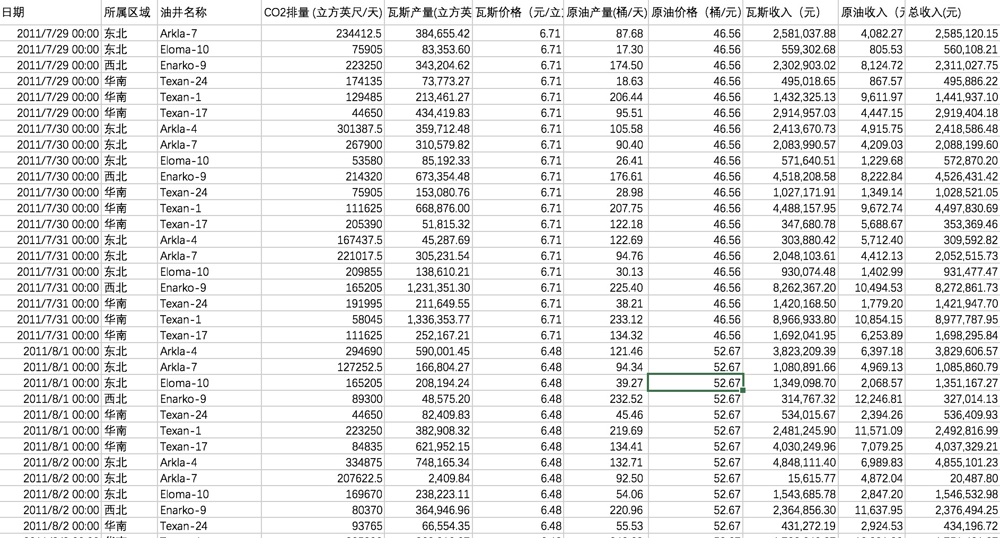 日期 所属区域 油井名称 CO2排量 (立方英尺/天) 瓦斯产量(立方英 瓦斯价格（元/立 原油产量(桶/天) 原油价格（桶/元） 瓦斯收入（元） 原油收入（ 总收入(元)
2011/7/29 00:00 东北 Arkla-7 234412.5 384,655.42 6.71 87.68 46.56 2,581,037.88 4,082.27 2,585,120.15
2011/7/29 00:00 东北 Eloma-10 75905 83,353.60 6.71 17.30 46.56 559,302.68 805.53 560,108.21
2011/7/29 00:00 西北 Enarko-9 223250 343,204.62 6.71 174.50 46.56 2,302,903.02 8,124.72 2,311,027.75
2011/7/29 00:00 华南 Texan-24 174135 73,773.27 6.71 18.63 46.56 495,018.65 867.57 495,886.22
2011/7/29 00:00 华南 Texan-1 129485 213,461.27 6.71 206.44 46.56 1,432,325.13 9,611.97 1,441,937.10
2011/7/29 00:00 华南 Texan-17 44650 434,419.83 6.71 95.51 46.56 2,914,957.03 4,447.15 2,919,404.18
2011/7/30 00:00 东北 Arkla-4 301387.5 359,712.48 6.71 105.58 46.56 2,413,670.73 4,915.75 2,418,586.48
2011/7/30 00:00 东北 Arkla-7 267900 310,579.82 6.71 90.40 46.56 2,083,990.57 4,209.03 2,088,199.60
2011/7/30 00:00 东北 Eloma-10 53580 85,192.33 6.71 26.41 46.56 571,640.51 1,229.68 572,870.20
2011/7/30 00:00 西北 Enarko-9 214320 673,354.48 6.71 176.61 46.56 4,518,208.58 8,222.84 4,526,431.42
2011/7/30 00:00 华南 Texan-24 75905 153,080.76 6.71 28.98 46.56 1,027,171.91 1,349.14 1,028,521.05
2011/7/30 00:00 华南 Texan-1 111625 668,876.00 6.71 207.75 46.56 4,488,157.95 9,672.74 4,497,830.69
2011/7/30 00:00 华南 Texan-17 205390 51,815.32 6.71 122.18 46.56 347,680.78 5,688.67 353,369.46
2011/7/31 00:00 东北 Arkla-4 167437.5 45,287.69 6.71 122.69 46.56 303,880.42 5,712.40 309,592.82
2011/7/31 00:00 东北 Arkla-7 221017.5 305,231.54 6.71 94.76 46.56 2,048,103.61 4,412.13 2,052,515.73
2011/7/31 00:00 东北 Eloma-10 209855 138,610.21 6.71 30.13 46.56 930,074.48 1,402.99 931,477.47
2011/7/31 00:00 西北 Enarko-9 165205 1,231,351.30 6.71 225.40 46.56 8,262,367.20 10,494.53 8,272,861.73
2011/7/31 00:00 华南 Texan-24 191995 211,649.55 6.71 38.21 46.56 1,420,168.50 1,779.20 1,421,947.70
2011/7/31 00:00 华南 Texan-1 58045 1,336,353.77 6.71 233.12 46.56 8,966,933.80 10,854.15 8,977,787.95
2011/7/31 00:00 华南 Texan-17 111625 252,167.21 6.71 134.32 46.56 1,692,041.95 6,253.89 1,698,295.84
2011/8/1 00:00 东北 Arkla-4 294690 590,001.45 6.48 121.46 52.67 3,823,209.39 6,397.18 3,829,606.57
2011/8/1 00:00 东北 Arkla-7 127252.5 166,804.27 6.48 94.34 52.67 1,080,891.66 4,969.13 1,085,860.79
2011/8/1 00:00 东北 Eloma-10 165205 208,194.24 6.48 39.27 52.67 1,349,098.70 2,068.57 1,351,167.27
2011/8/1 00:00 西北 Enarko-9 89300 48,575.20 6.48 232.52 52.67 314,767.32 12,246.81 327,014.13
2011/8/1 00:00 华南 Texan-24 44650 82,409.83 6.48 45.46 52.67 534,015.67 2,394.26 536,409.93
2011/8/1 00:00 华南 Texan-1 223250 382,908.32 6.48 219.69 52.67 2,481,245.90 11,571.09 2,492,816.99
2011/8/1 00:00 华南 Texan-17 84835 621,952.15 6.48 134.41 52.67 4,030,249.96 7,079.25 4,037,329.21
2011/8/2 00:00 东北 Arkla-4 334875 748,165.34 6.48 132.71 52.67 4,848,111.40 6,989.83 4,855,101.23
2011/8/2 00:00 东北 Arkla-7 207622.5 2,409.84 6.48 92.50 52.67 15,615.77 4,872.04 20,487.80
2011/8/2 00:00 东北 Eloma-10 169670 238,223.11 6.48 54.06 52.67 1,543,685.78 2,847.20 1,546,532.98
2011/8/2 00:00 西北 Enarko-9 80370 364,946.96 6.48 220.96 52.67 2,364,856.30 11,637.95 2,376,494.25
2011/8/2 00:00 华南 Texan-24 93765 66,554.35 6.48 55.53 52.67 431,272.19 2,924.53 434,196.72